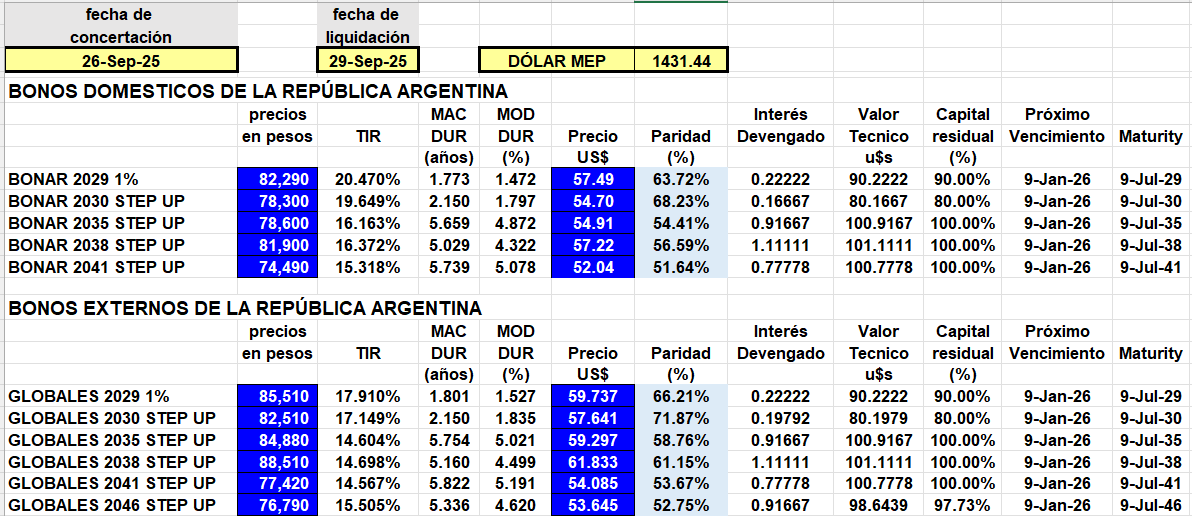 fecha de fecha de
concertación liquidación
26-Sep-25 29-Sep-25 DÓLAR MEP 1431.44
BONOS DOMESTICOS DE LA REPÚBLICA ARGENTINA
precios MAC MOD Interés Valor Capital Próximo
en pesos TIR DUR DUR Precio Paridad Devengado Tecnico residual Vencimiento Maturity
(años) (%) US$ (%) u$s (%)
BONAR 2029 1% 82,290 20.470% 1.773 1.472 57.49 63.72% 0.22222 90.2222 90.00% 9-Jan-26 9-Jul-29
BONAR 2030 STEP UP 78,300 19.649% 2.150 1.797 54.70 68.23% 0.16667 80.1667 80.00% 9-Jan-26 9-Jul-30
BONAR 2035 STEP UP 78,600 16.163% 5.659 4.872 54.91 54.41% 0.91667 100.9167 100.00% 9-Jan-26 9-Jul-35
BONAR 2038 STEP UP 81,900 16.372% 5.029 4.322 57.22 56.59% 1.11111 101.1111 100.00% 9-Jan-26 9-Jul-38
BONAR 2041 STEP UP 74,490 15.318% 5.739 5.078 52.04 51.64% 0.77778 100.7778 100.00% 9-Jan-26 9-Jul-41
BONOS EXTERNOS DE LA REPÚBLICA ARGENTINA
precios MAC MOD Interés Valor Capital Próximo
en pesos TIR DUR DUR Precio Paridad Devengado Tecnico residual Vencimiento Maturity
(años) (%) US$ (%) u$s (%)
GLOBALES 2029 1% 85,510 17.910% 1.801 1.527 59.737 66.21% 0.22222 90.2222 90.00% 9-Jan-26 9-Jul-29
GLOBALES 2030 STEP UP 82,510 17.149% 2.150 1.835 57.641 71.87% 0.19792 80.1979 80.00% 9-Jan-26 9-Jul-30
GLOBALES 2035 STEP UP 84,880 14.604% 5.754 5.021 59.297 58.76% 0.91667 100.9167 100.00% 9-Jan-26 9-Jul-35
GLOBALES 2038 STEP UP 88,510 14.698% 5.160 4.499 61.833 61.15% 1.11111 101.1111 100.00% 9-Jan-26 9-Jul-38
GLOBALES 2041 STEP UP 77,420 14.567% 5.822 5.191 54.085 53.67% 0.77778 100.7778 100.00% 9-Jan-26 9-Jul-41
GLOBALES 2046 STEP UP 76,790 15.505% 5.336 4.620 53.645 52.75% 0.91667 98.6439 97.73% 9-Jan-26 9-Jul-46